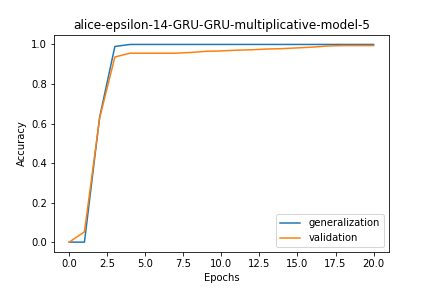 alice-epsilon-14-GRU-GRU-multiplicative-model-5
1.0
0.8
0.6
0.4
0.2
0.0
Accuracy
0.0 2.5 5.0 7.5 10.0 12.5 15.0 17.5 20.0
Epochs
generalization
validation